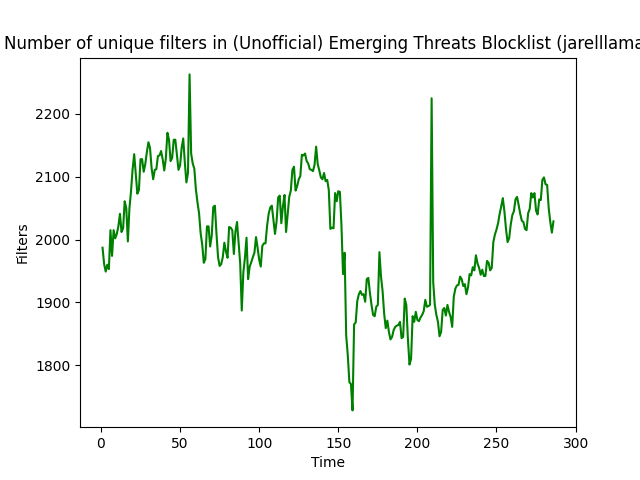 Number of unique filters in (Unofficial) Emerging Threats Blocklist (jarelllama
2200
2100
2000
1900
1800
Filters
0 50 100 150 200 250 300
Time